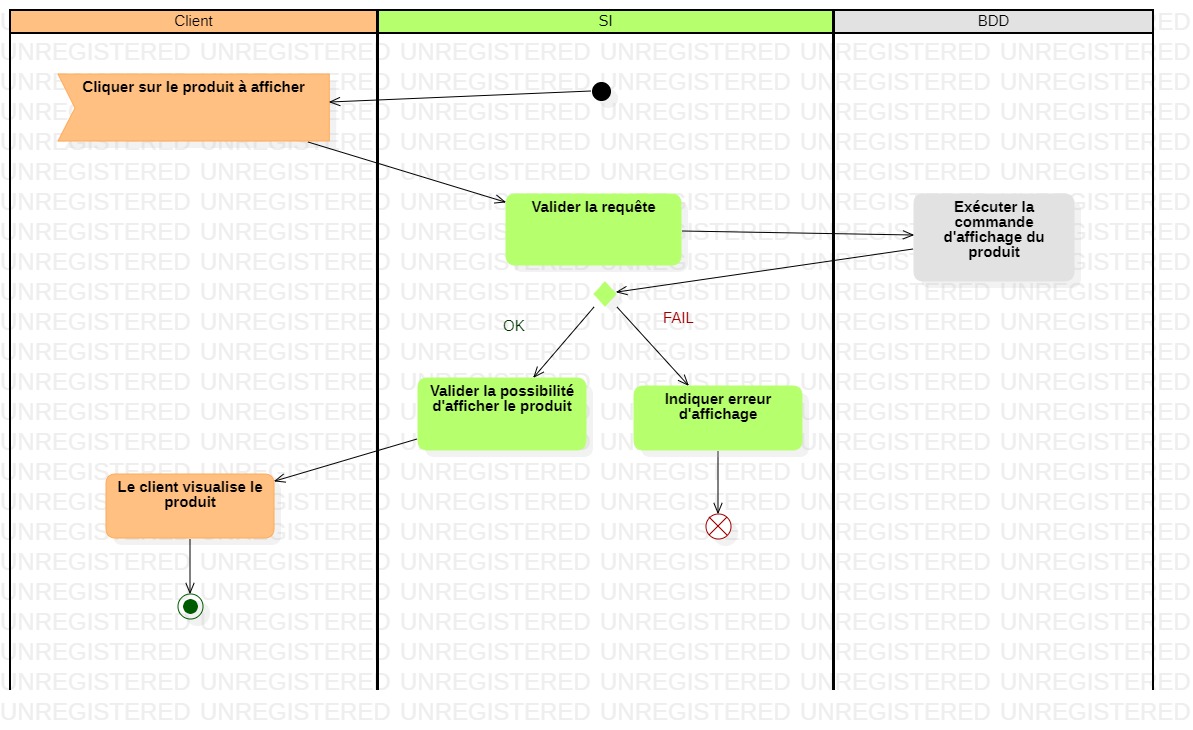 Client
SI
BDD
Cliquer sur le produit à afficher
Valider la requête
Exécuter la
commande
d'affichage du
produit
OK
FAIL
Valider la possibilité
d'afficher le produit
Indiquer erreur
d'affichage
Le client visualise le
produit
UNREGISTERED UNREGISTERED UNREGISTERED UNREGISTERED UNREGISTERED UNREGISTERED